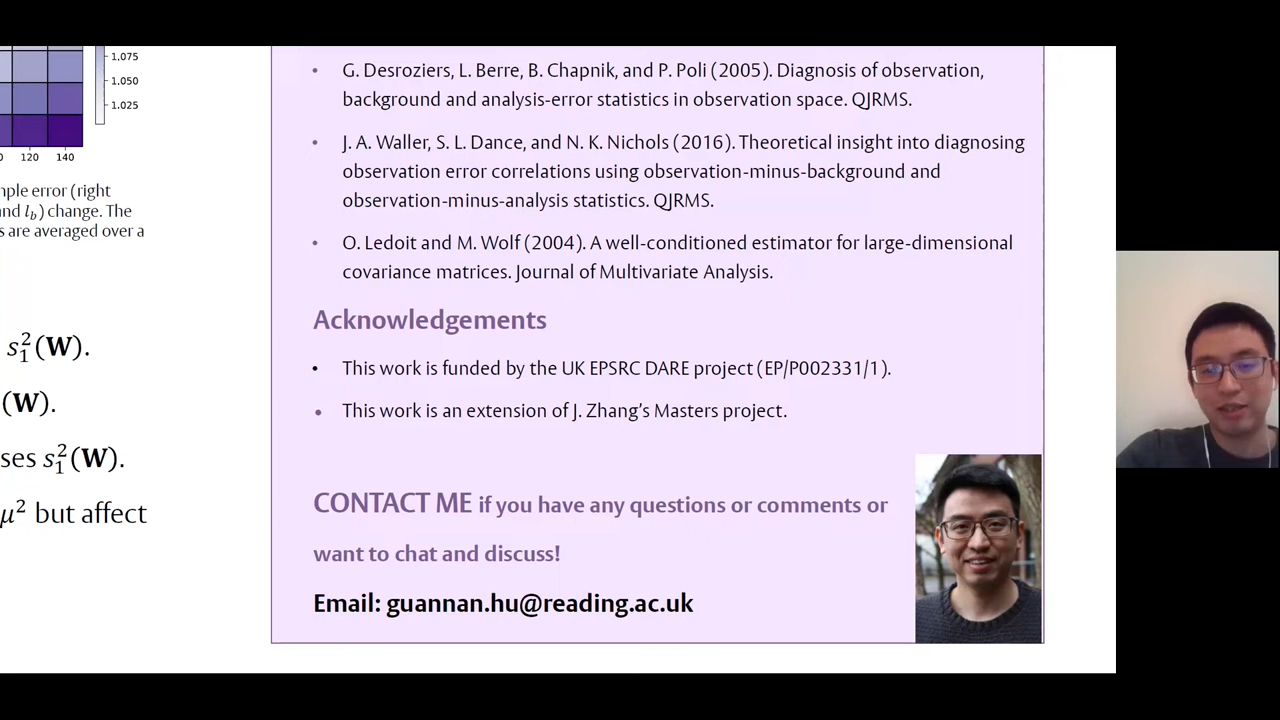 1.075
1.050
1.025
120 140
ple error (right
nd l_b) change. The
s are averaged over a
s₁²(W).
(W).
ses s₁²(W).
μ² but affect
• G. Desroziers, L. Berre, B. Chapnik, and P. Poli (2005). Diagnosis of observation,
background and analysis-error statistics in observation space. QJRMS.
• J. A. Waller, S. L. Dance, and N. K. Nichols (2016). Theoretical insight into diagnosing
observation error correlations using observation-minus-background and
observation-minus-analysis statistics. QJRMS.
• O. Ledoit and M. Wolf (2004). A well-conditioned estimator for large-dimensional
covariance matrices. Journal of Multivariate Analysis.
Acknowledgements
• This work is funded by the UK EPSRC DARE project (EP/P002331/1).
• This work is an extension of J. Zhang's Masters project.
CONTACT ME if you have any questions or comments or
want to chat and discuss!
Email: guannan.hu@reading.ac.uk